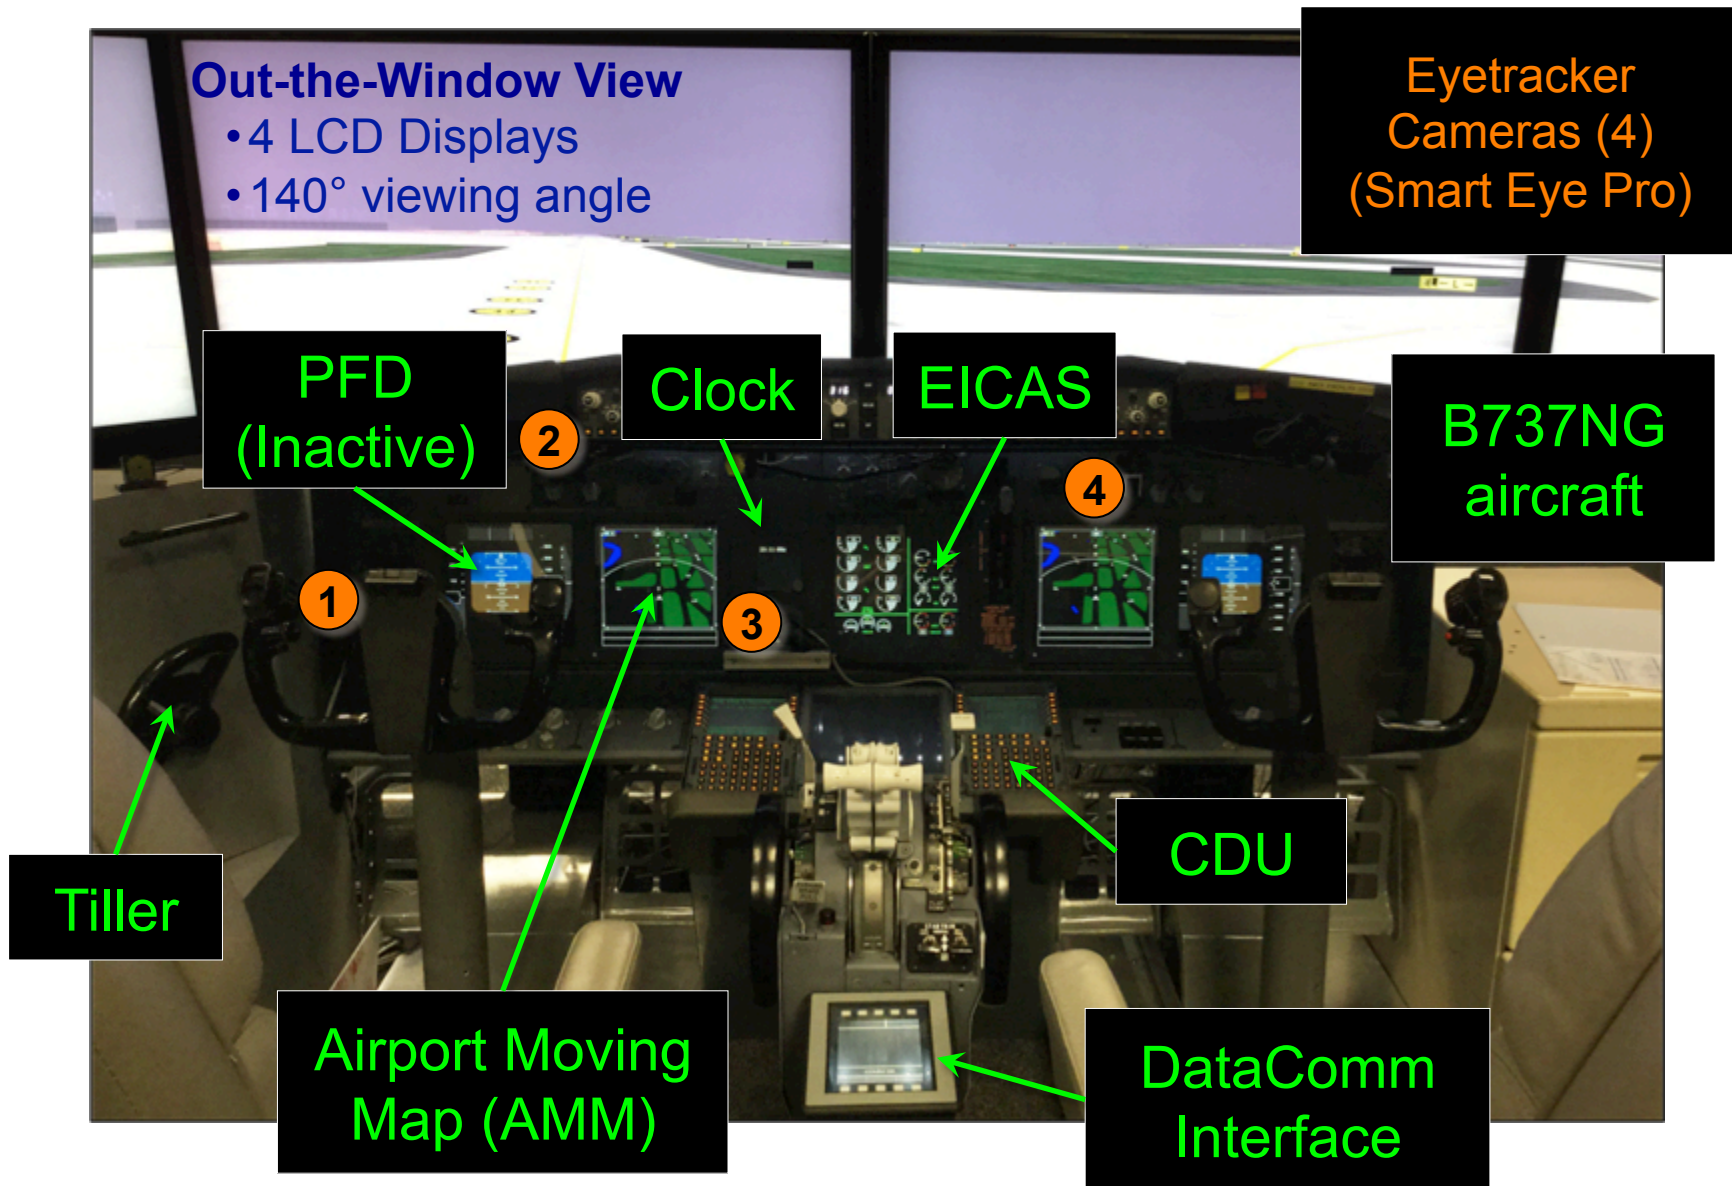 Out-the-Window View
• 4 LCD Displays
• 140° viewing angle
Eyetracker
Cameras (4)
(Smart Eye Pro)
PFD
(Inactive)
Clock
EICAS
B737NG
aircraft
2
4
1
3
Tiller
CDU
Airport Moving
Map (AMM)
DataComm
Interface